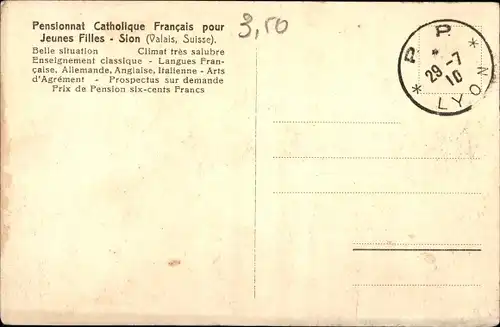 Pensionnat Catholique Français pour
Jeunes Filles - Sion (Valais, Suisse).
Belle situation Climat très salubre
Enseignement classique - Langues Fran-
çaise, Allemande, Anglaise, Italienne - Arts
d'Agrément - Prospectus sur demande
Prix de Pension six-cents Francs
3,50
P. P.
* *
29 -7
10
* LYON